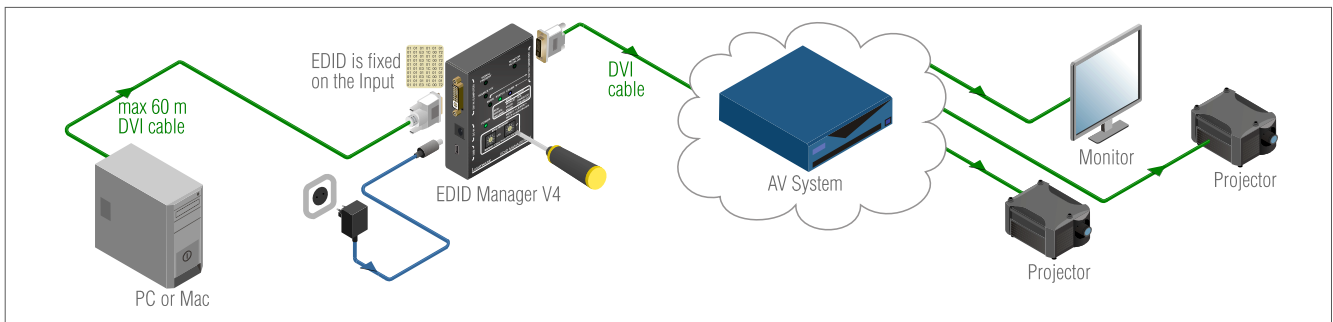 EDID is fixed
on the Input
max 60 m
DVI cable
PC or Mac
EDID Manager V4
DVI
cable
AV System
Monitor
Projector
Projector